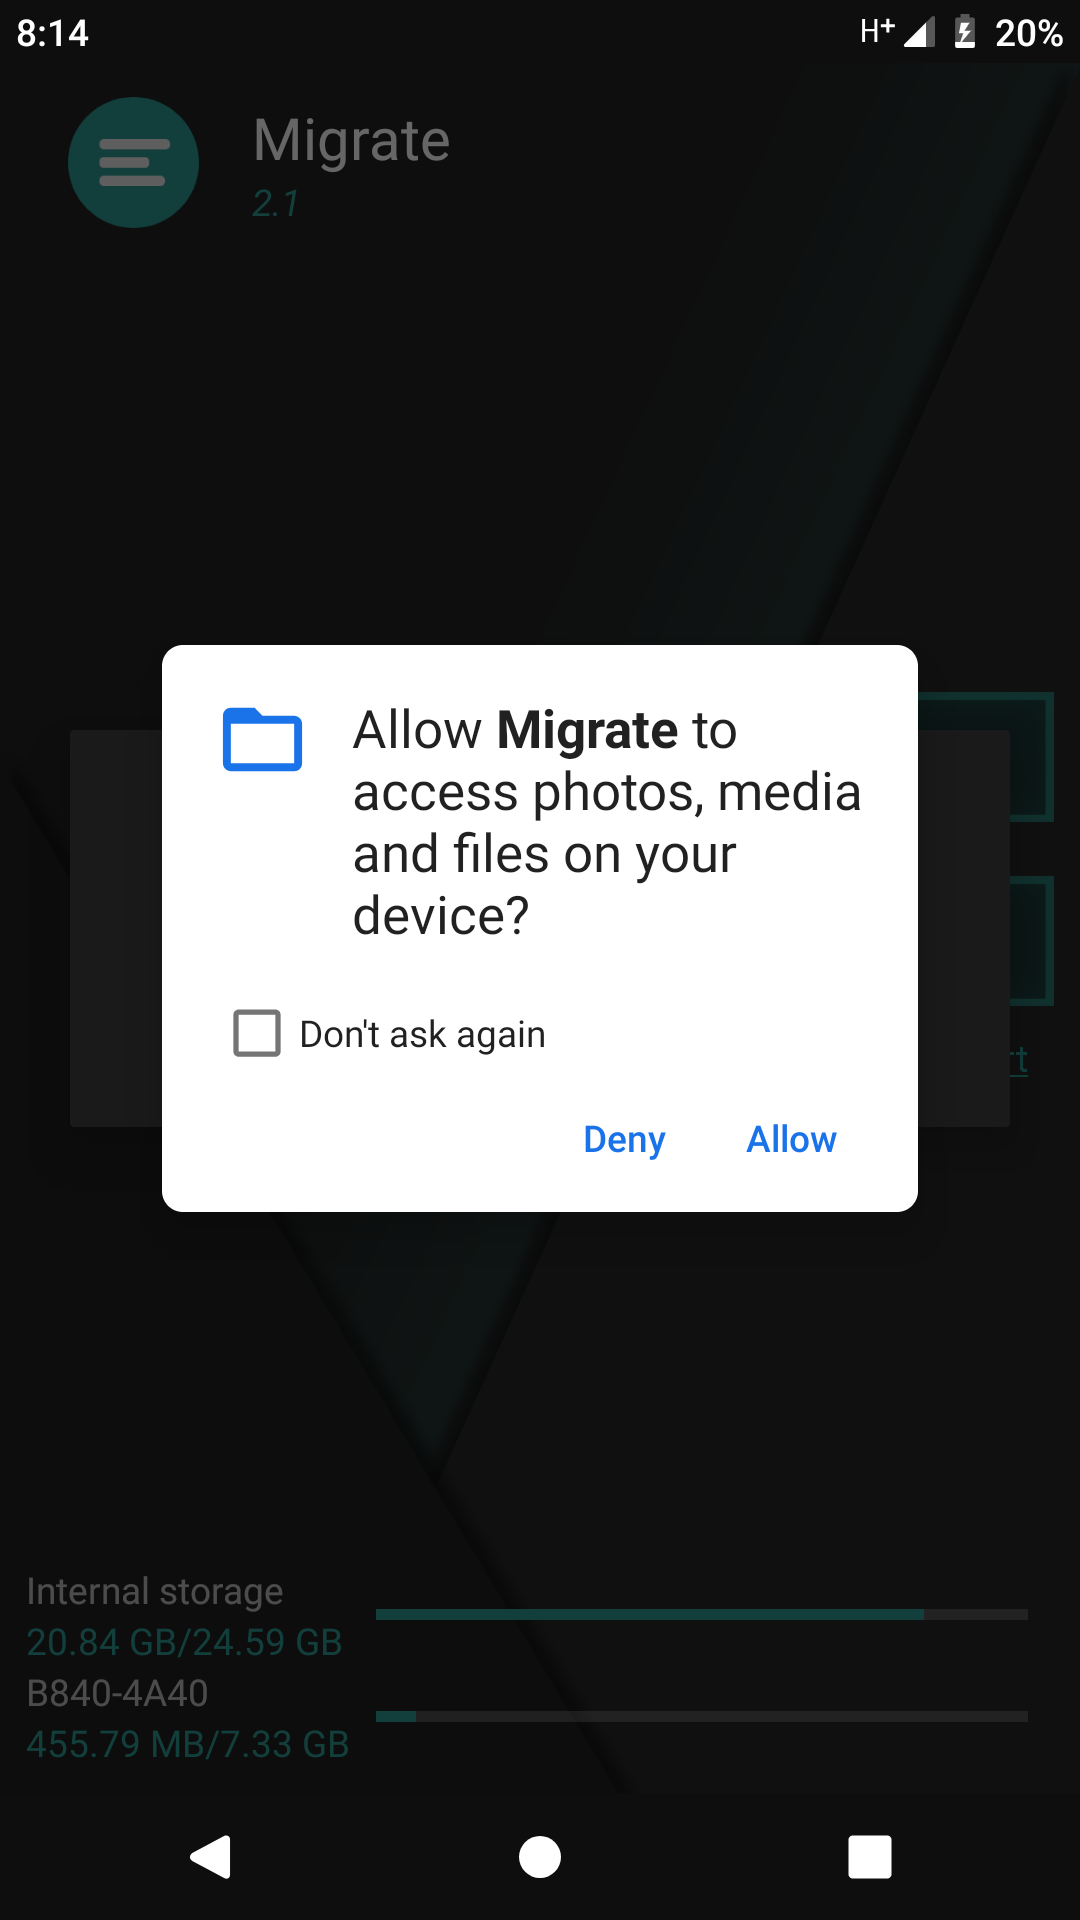 8:14
H+
20%
Migrate
2.1
Allow Migrate to
access photos, media
and files on your
device?
Don't ask again
Deny
Allow
Internal storage
20.84 GB/24.59 GB
B840-4A40
455.79 MB/7.33 GB